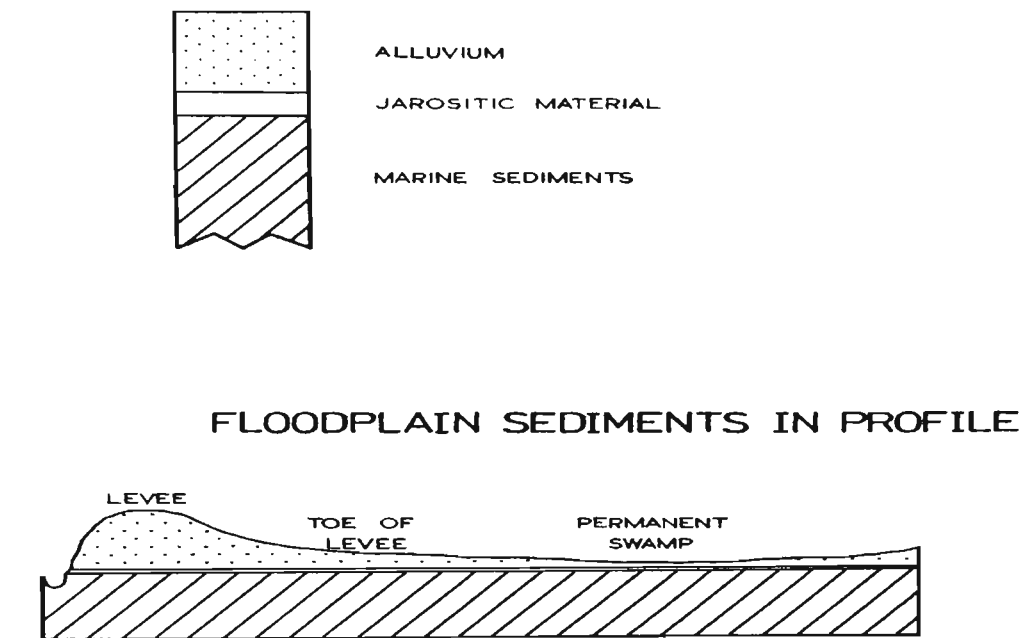 ALLUVIUM
JAROSITIC MATERIAL
MARINE SEDIMENTS
FLOODPLAIN SEDIMENTS IN PROFILE
LEVEE
TOE OF
LEVEE
PERMANENT
SWAMP